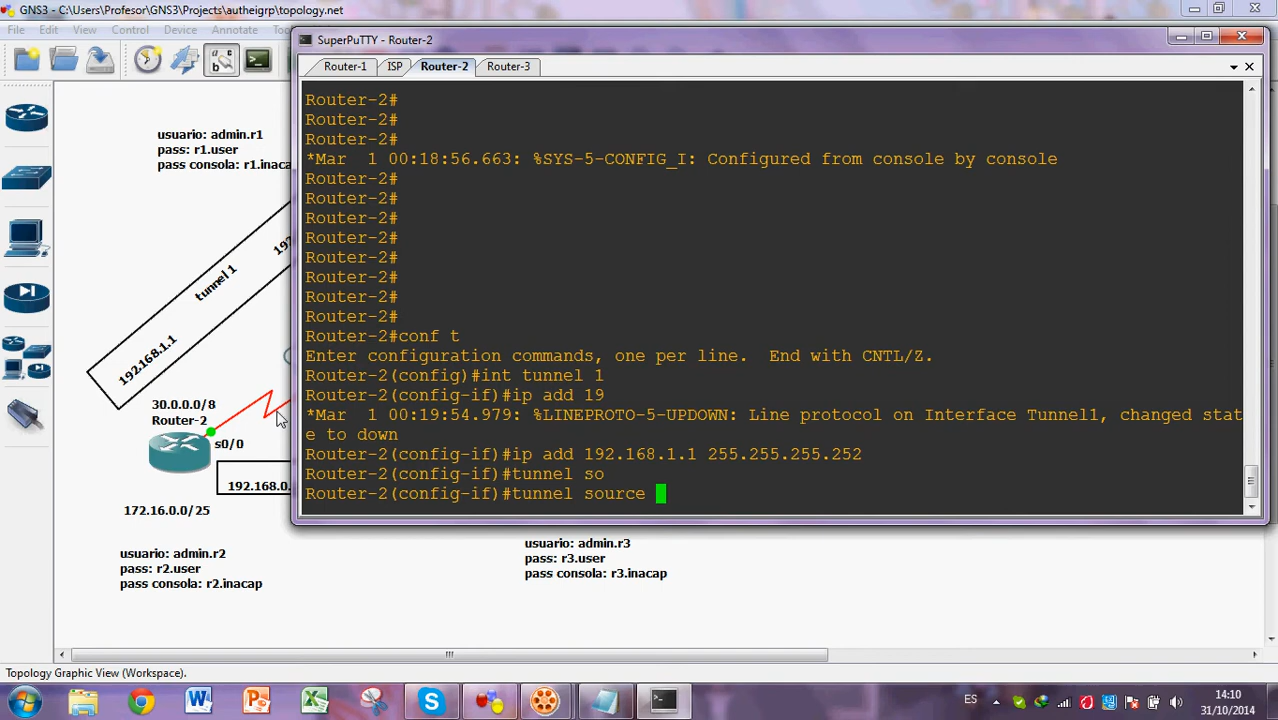 GNS3 - C:\Users\Profesor\GNS3\Projects\autheigrp\topology.net
File Edit View Control Device Annotate
SuperPuTTY - Router-2
Router-1 ISP Router-2 Router-3
usuario: admin.r1
pass: r1.user
pass consola: r1.inaca
tunnel 1
192.168.1.1
30.0.0.0/8
Router-2
s0/0
192.168.0.
172.16.0.0/25
usuario: admin.r2
pass: r2.user
pass consola: r2.inacap
Router-2#
Router-2#
Router-2#
*Mar  1 00:18:56.663: %SYS-5-CONFIG_I: Configured from console by console
Router-2#
Router-2#
Router-2#
Router-2#
Router-2#
Router-2#
Router-2#
Router-2#
Router-2#conf t
Enter configuration commands, one per line.  End with CNTL/Z.
Router-2(config)#int tunnel 1
Router-2(config-if)#ip add 19
*Mar  1 00:19:54.979: %LINEPROTO-5-UPDOWN: Line protocol on Interface Tunnel1, changed stat
e to down
Router-2(config-if)#ip add 192.168.1.1 255.255.255.252
Router-2(config-if)#tunnel so
Router-2(config-if)#tunnel source
usuario: admin.r3
pass: r3.user
pass consola: r3.inacap
Topology Graphic View (Workspace).
ES
14:10
31/10/2014